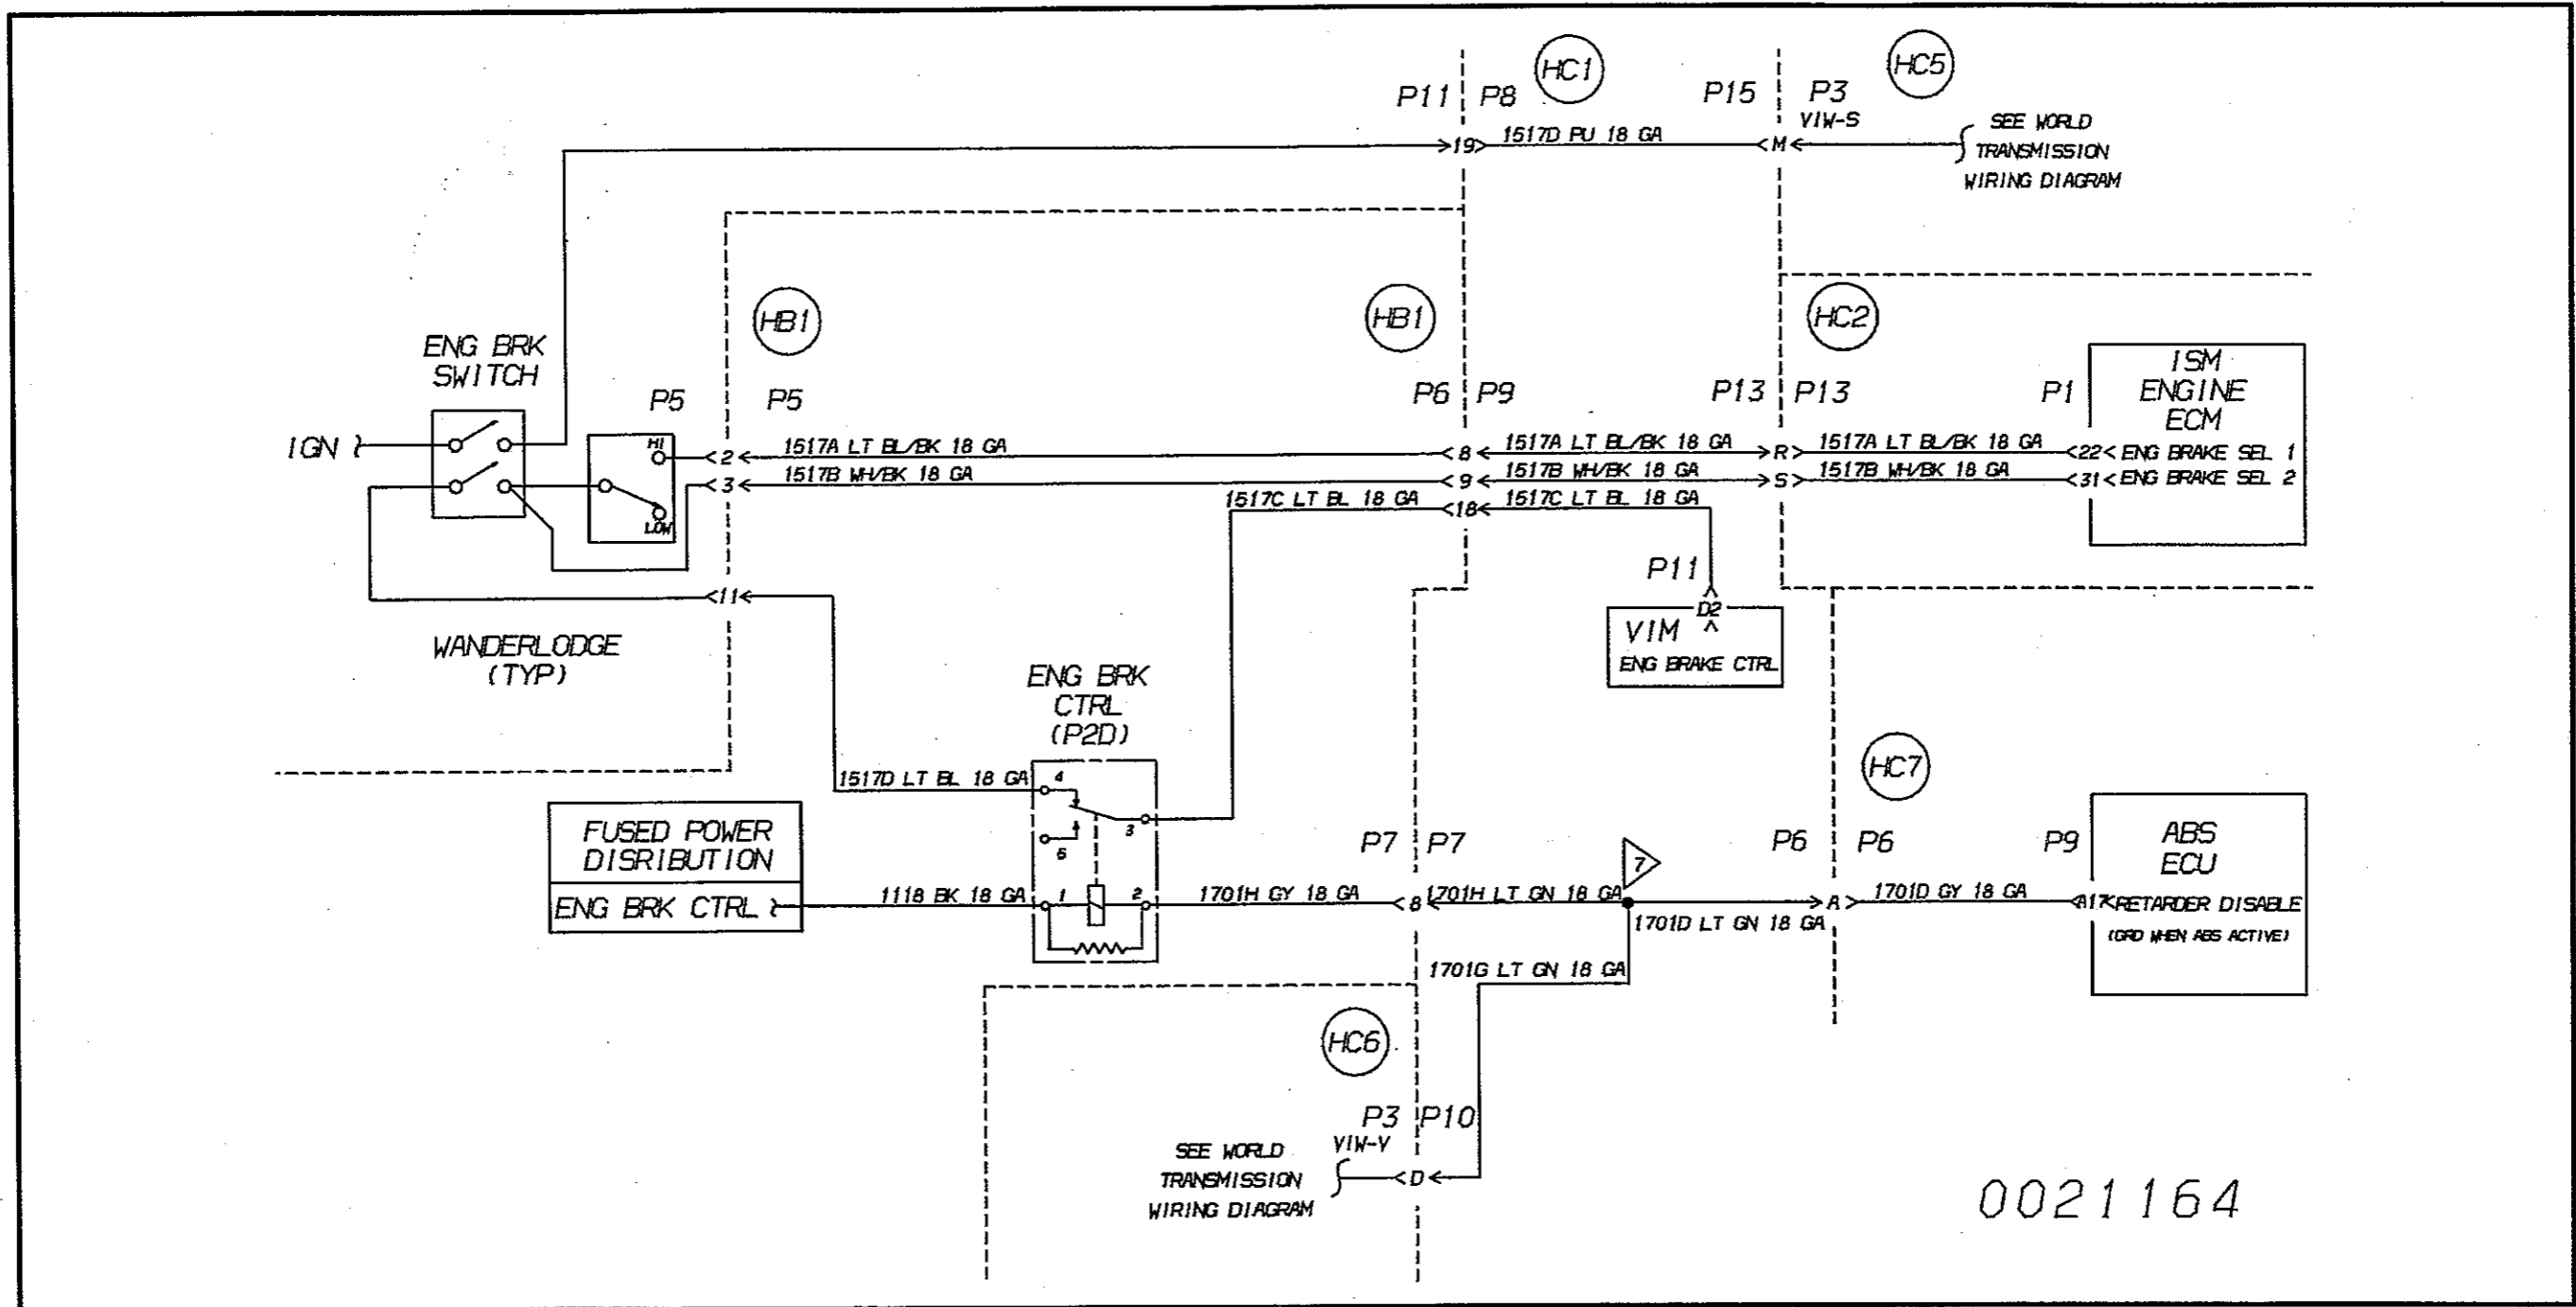 HC1
HC5
P11
P8
P15
P3
VIW-S
19
1517D PU 18 GA
M
SEE WORLD
TRANSMISSION
WIRING DIAGRAM
HB1
HB1
HC2
ENG BRK
SWITCH
P5
P5
P6
P9
P13
P13
P1
ISM
ENGINE
ECM
IGN
HI
LOW
2
1517A LT BL/BK 18 GA
8
1517A LT BL/BK 18 GA
R
1517A LT BL/BK 18 GA
22
ENG BRAKE SEL 1
3
1517B WH/BK 18 GA
9
1517B WH/BK 18 GA
S
1517B WH/BK 18 GA
31
ENG BRAKE SEL 2
1517C LT BL 18 GA
18
1517C LT BL 18 GA
11
P11
D2
VIM
ENG BRAKE CTRL
WANDERLODGE
(TYP)
ENG BRK
CTRL
(P2D)
HC7
1517D LT BL 18 GA
4
3
5
FUSED POWER
DISRIBUTION
ENG BRK CTRL
1118 BK 18 GA
1
2
1701H GY 18 GA
P7
P7
8
1701H LT GN 18 GA
7
P6
P6
P9
A
1701D LT GN 18 GA
1701D GY 18 GA
A17
ABS
ECU
RETARDER DISABLE
(GRD WHEN ABS ACTIVE)
1701G LT GN 18 GA
HC6
P3
P10
VIW-V
SEE WORLD
TRANSMISSION
WIRING DIAGRAM
D
0021164